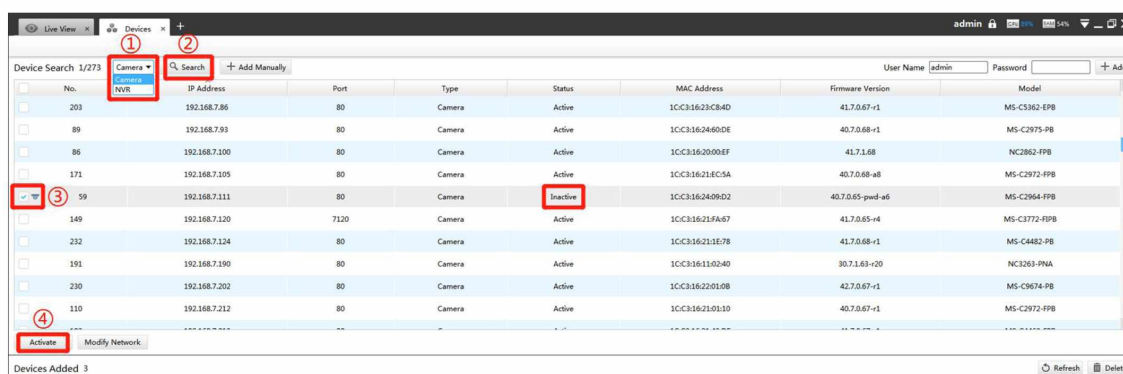 Live View × Devices × + admin CPU 89% RAM 54%
① ②
Device Search 1/273 Camera Search + Add Manually User Name admin Password + Ad
Camera
NVR
No. IP Address Port Type Status MAC Address Firmware Version Model
203 192.168.7.86 80 Camera Active 1C:C3:16:23:C8:4D 41.7.0.67-r1 MS-C5362-EPB
89 192.168.7.93 80 Camera Active 1C:C3:16:24:60:DE 40.7.0.68-r1 MS-C2975-PB
86 192.168.7.100 80 Camera Active 1C:C3:16:20:00:EF 41.7.1.68 NC2862-FPB
171 192.168.7.105 80 Camera Active 1C:C3:16:21:EC:5A 40.7.0.68-a8 MS-C2972-FPB
③ 59 192.168.7.111 80 Camera Inactive 1C:C3:16:24:09:D2 40.7.0.65-pwd-a6 MS-C2964-FPB
149 192.168.7.120 7120 Camera Active 1C:C3:16:21:FA:67 41.7.0.65-r4 MS-C3772-FIPB
232 192.168.7.124 80 Camera Active 1C:C3:16:21:1E:78 41.7.0.68-r1 MS-C4482-PB
191 192.168.7.190 80 Camera Active 1C:C3:16:11:02:40 30.7.1.63-r20 NC3263-PNA
230 192.168.7.202 80 Camera Active 1C:C3:16:22:01:0B 42.7.0.67-r1 MS-C9674-PB
110 192.168.7.212 80 Camera Active 1C:C3:16:21:01:10 40.7.0.67-r1 MS-C2972-FPB
④
Activate Modify Network
Devices Added 3 Refresh Delet